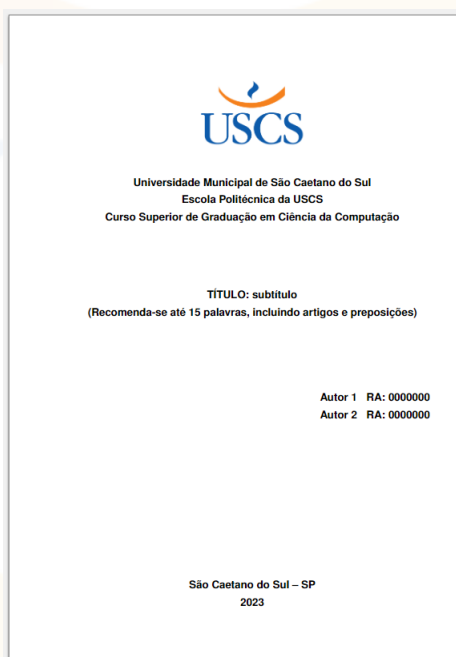 USCS
Universidade Municipal de São Caetano do Sul
Escola Politécnica da USCS
Curso Superior de Graduação em Ciência da Computação
TÍTULO: subtítulo
(Recomenda-se até 15 palavras, incluindo artigos e preposições)
Autor 1 RA: 0000000
Autor 2 RA: 0000000
São Caetano do Sul – SP
2023